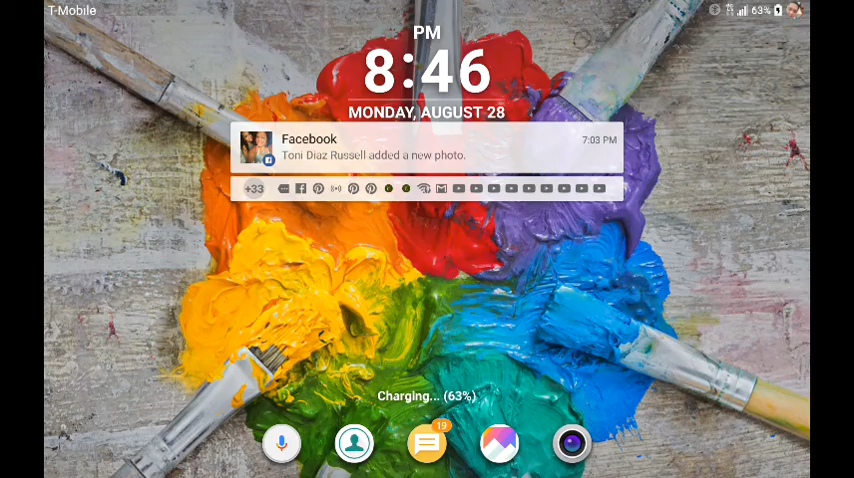 T-Mobile
63%
PM
8:46
MONDAY, AUGUST 28
Facebook
7:03 PM
Toni Diaz Russell added a new photo.
+33
Charging... (63%)
19